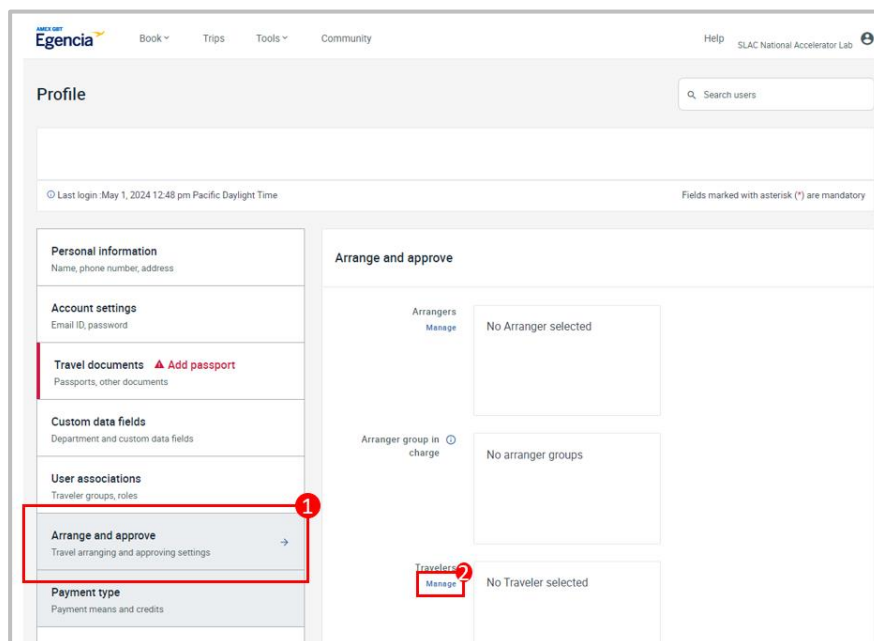 AMEX GBT
Egencia
Book Trips Tools Community Help SLAC National Accelerator Lab
Profile
Search users
Last login :May 1, 2024 12:48 pm Pacific Daylight Time
Fields marked with asterisk (*) are mandatory
Personal information
Name, phone number, address
Account settings
Email ID, password
Travel documents Add passport
Passports, other documents
Custom data fields
Department and custom data fields
User associations
Traveler groups, roles
1
Arrange and approve
Travel arranging and approving settings
Payment type
Payment means and credits
Arrange and approve
Arrangers
Manage
No Arranger selected
Arranger group in
charge
No arranger groups
Travelers
2
Manage
No Traveler selected